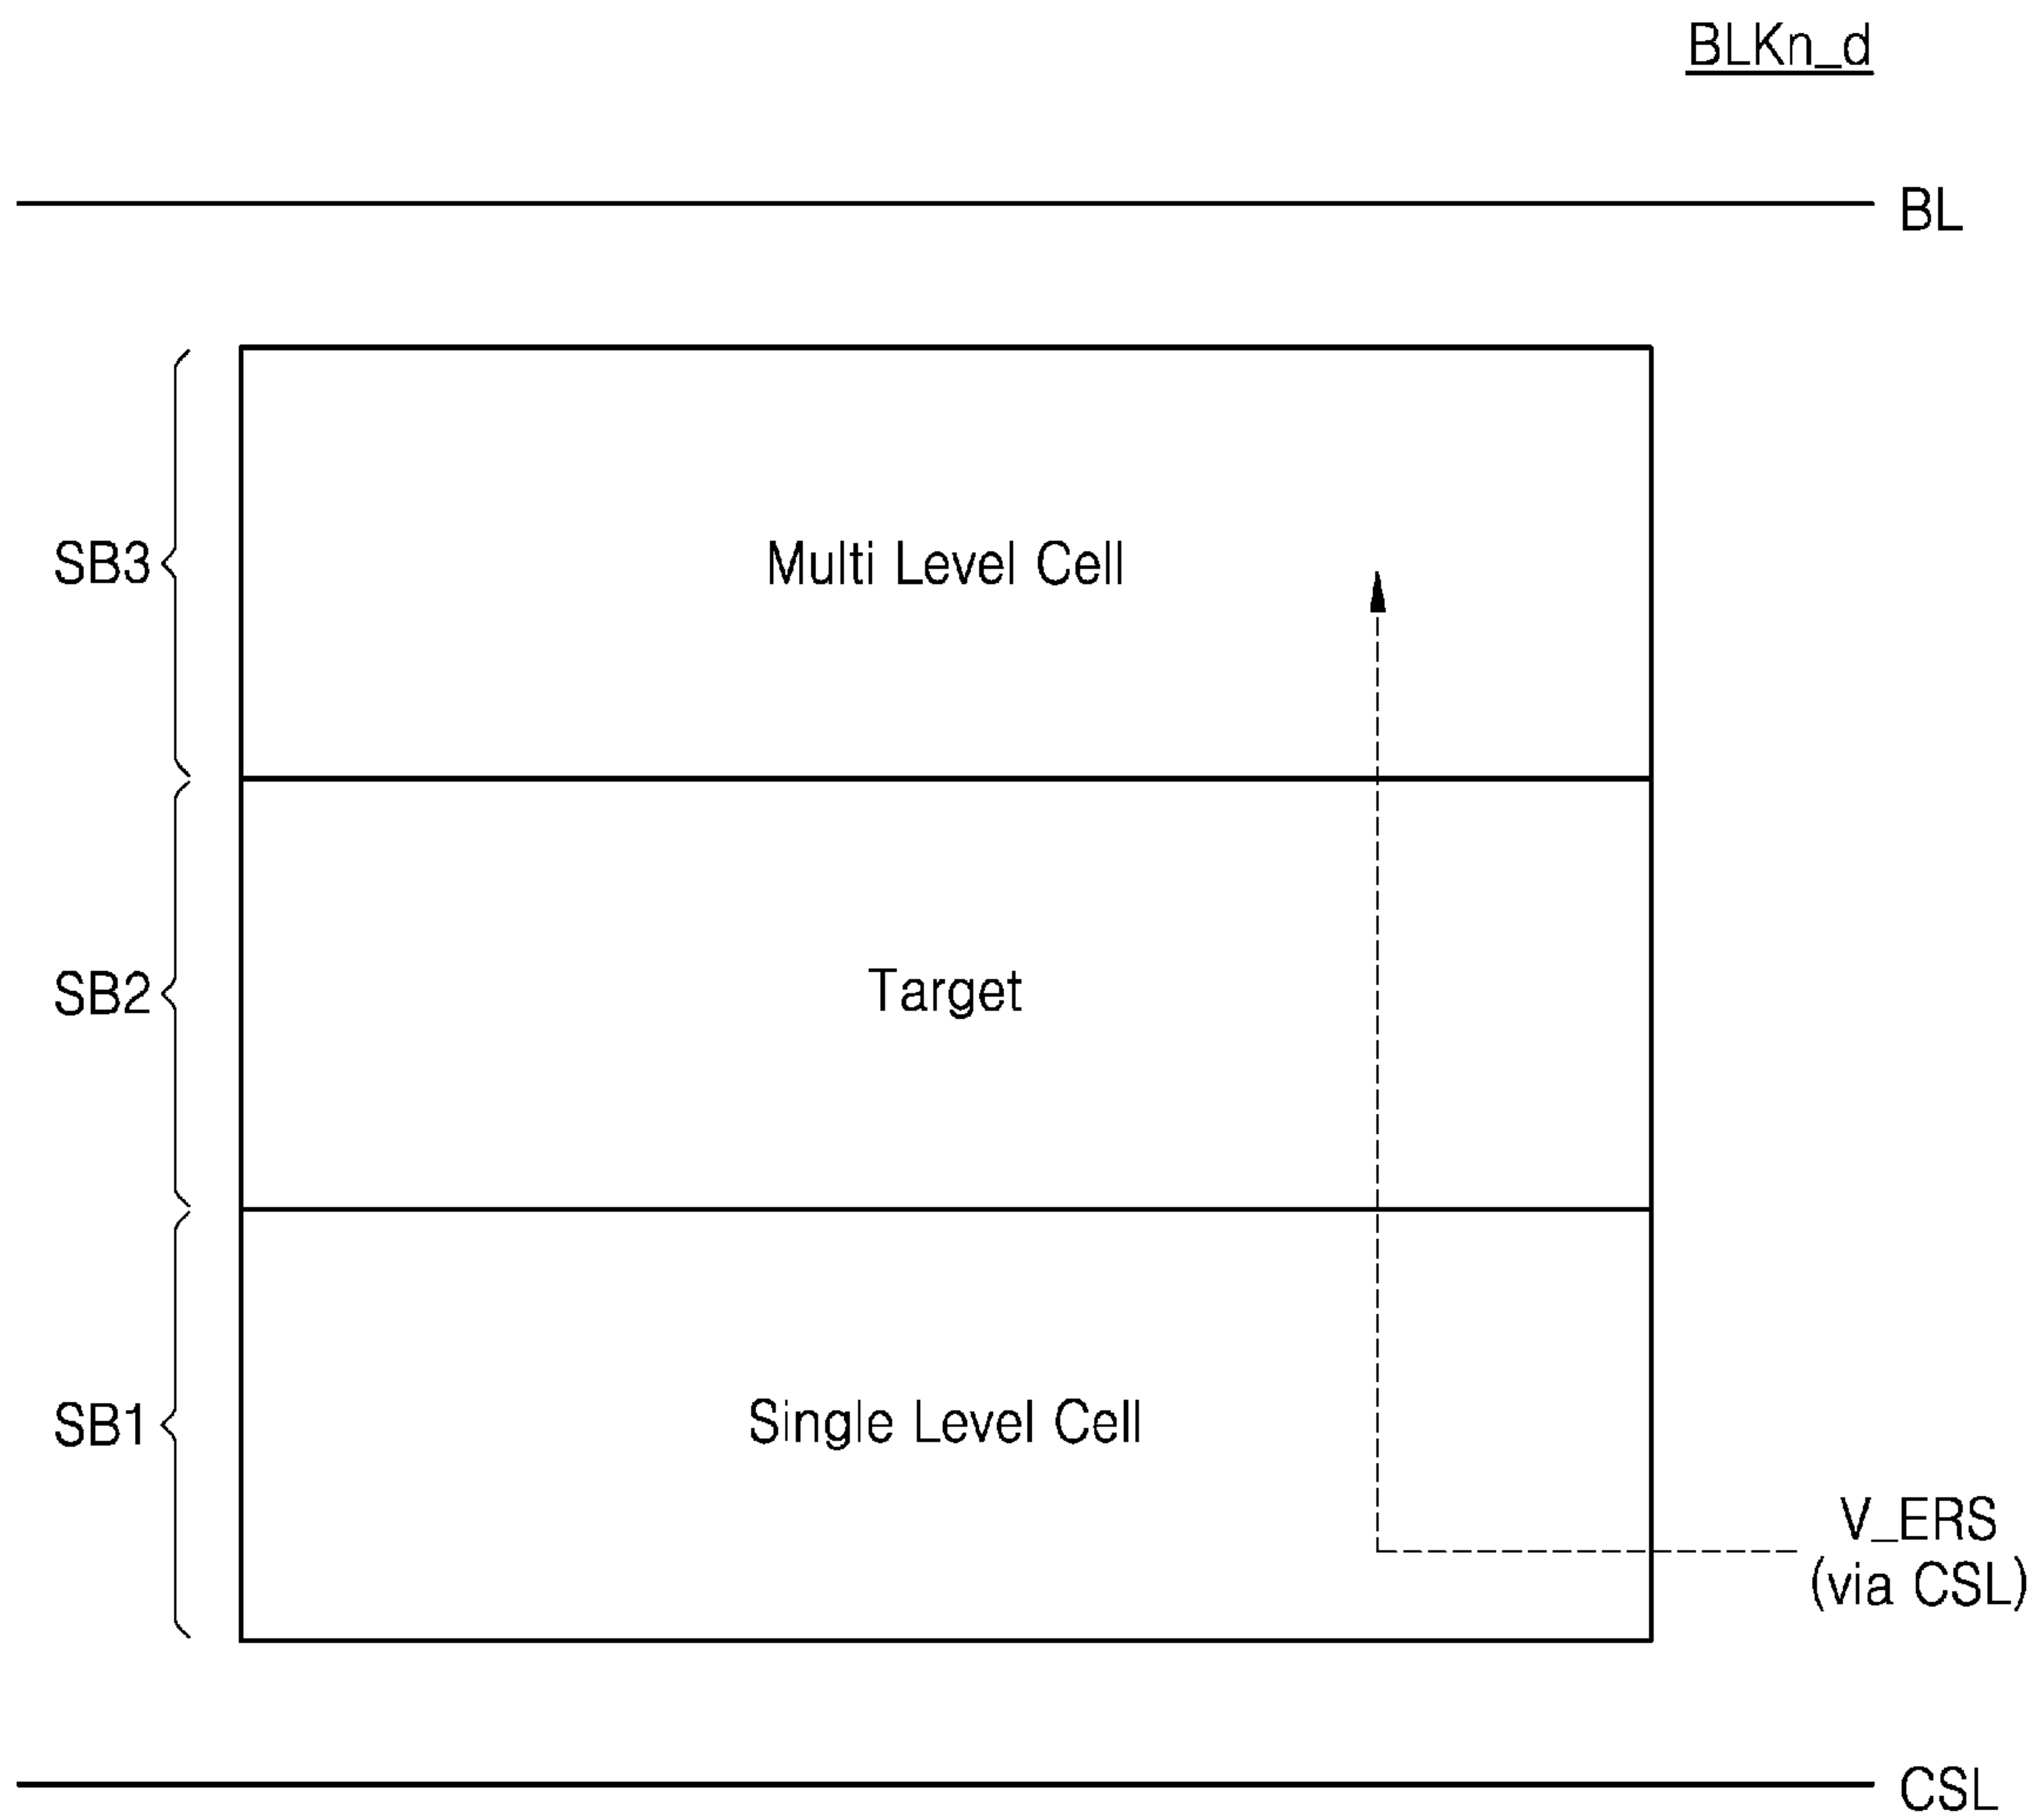 BLKn_d
BL
SB3
Multi Level Cell
SB2
Target
SB1
Single Level Cell
V_ERS
(via CSL)
CSL